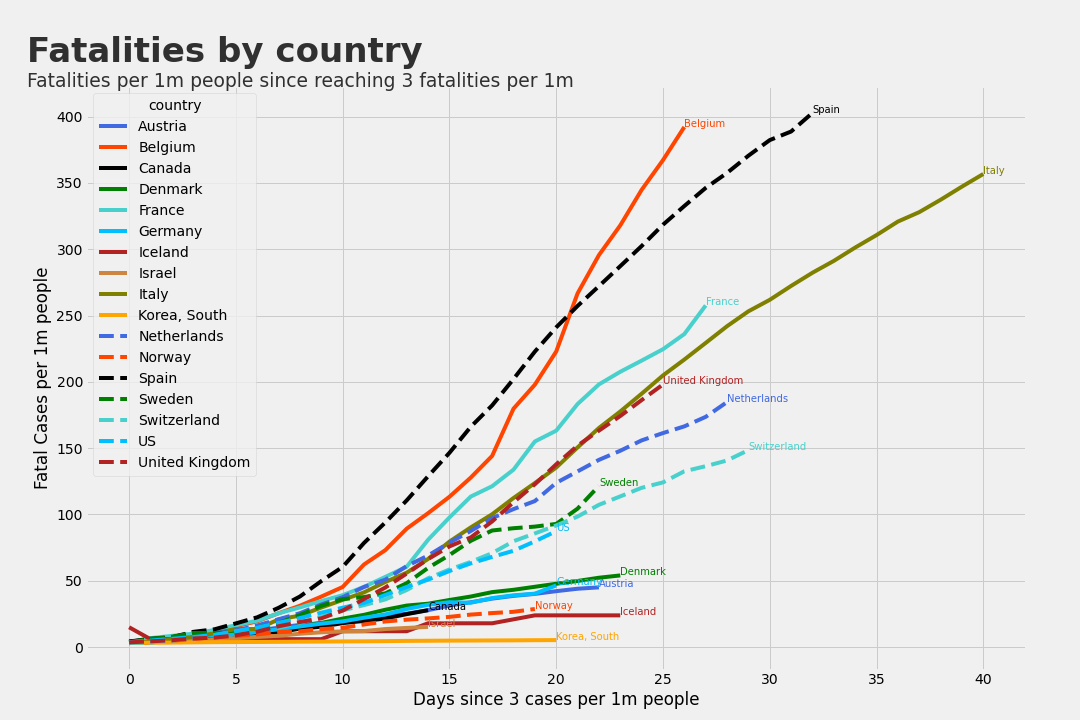 Fatalities by country
Fatalities per 1m people since reaching 3 fatalities per 1m
country
Austria
Belgium
Canada
Denmark
France
Germany
Iceland
Israel
Italy
Korea, South
Netherlands
Norway
Spain
Sweden
Switzerland
US
United Kingdom
Fatal Cases per 1m people
400
350
300
250
200
150
100
50
0
Spain
Belgium
Italy
France
United Kingdom
Netherlands
Switzerland
Sweden
US
Denmark
Germany
Austria
Canada
Norway
Iceland
Israel
Korea, South
0 5 10 15 20 25 30 35 40
Days since 3 cases per 1m people